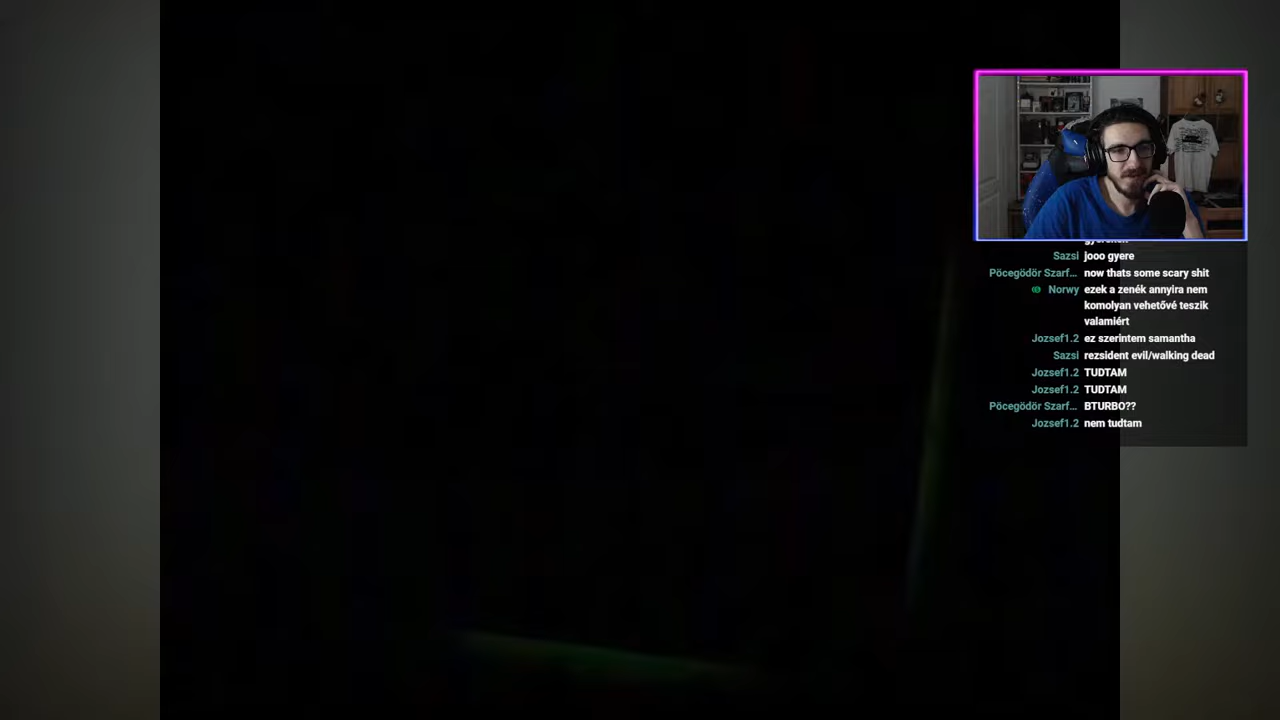 Sazsi jooo gyere
Pöcegödör Szarf... now thats some scary shit
Norwy ezek a zenék annyira nem
komolyan vehetővé teszik
valamiért
Jozsef1.2 ez szerintem samantha
Sazsi rezsident evil/walking dead
Jozsef1.2 TUDTAM
Jozsef1.2 TUDTAM
Pöcegödör Szarf... BTURBO??
Jozsef1.2 nem tudtam